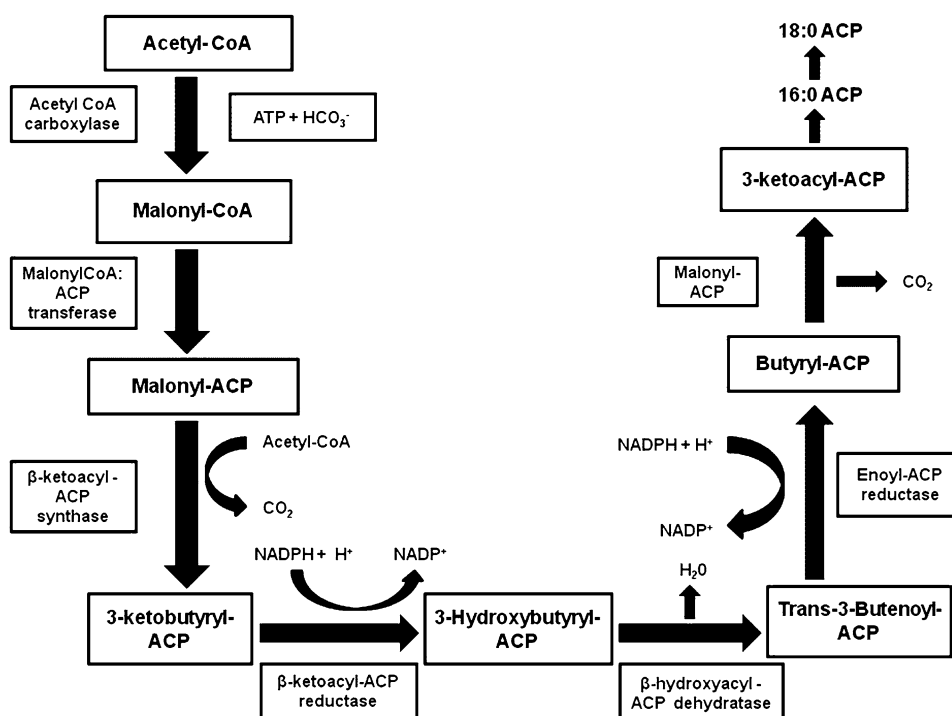 Acetyl-CoA
Acetyl CoA
carboxylase
ATP + HCO₃⁻
Malonyl-CoA
MalonylCoA:
ACP
transferase
Malonyl-ACP
Acetyl-CoA
β-ketoacyl -
ACP
synthase
CO₂
NADPH + H⁺
NADP⁺
3-ketobutyryl-
ACP
β-ketoacyl-ACP
reductase
3-Hydroxybutyryl-
ACP
H₂0
β-hydroxyacyl -
ACP dehydratase
Trans-3-Butenoyl-
ACP
NADPH + H⁺
NADP⁺
Enoyl-ACP
reductase
Butyryl-ACP
Malonyl-
ACP
CO₂
3-ketoacyl-ACP
16:0 ACP
18:0 ACP